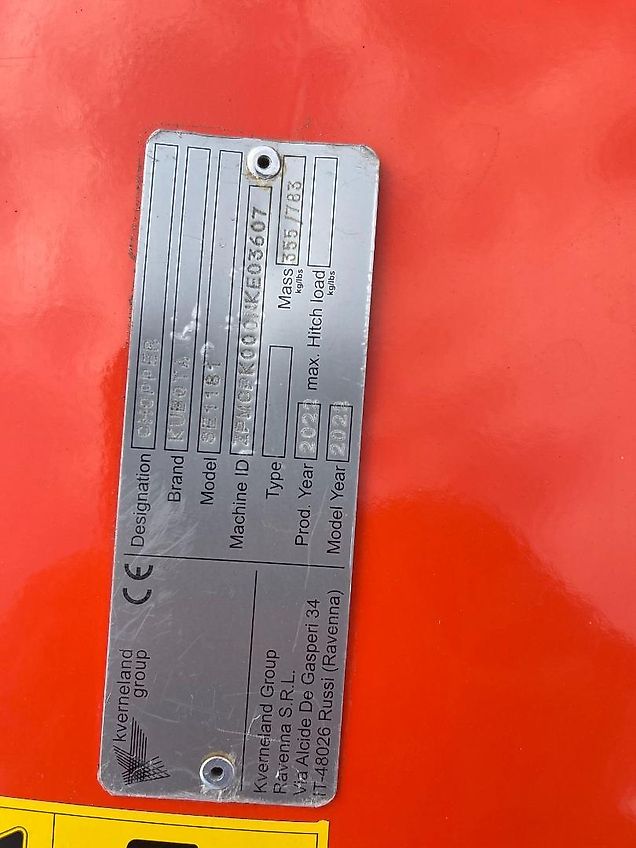 kverneland
group
CE
Designation CHOPPER
Brand KUBOTA
Model SE1181
Machine ID
Type
Mass 355/783
kg/lbs
Prod. Year max. Hitch load
kg/lbs
Model Year
Kverneland Group
Ravenna S.R.L.
Via Alcide De Gasperi 34
IT-48026 Russi (Ravenna)